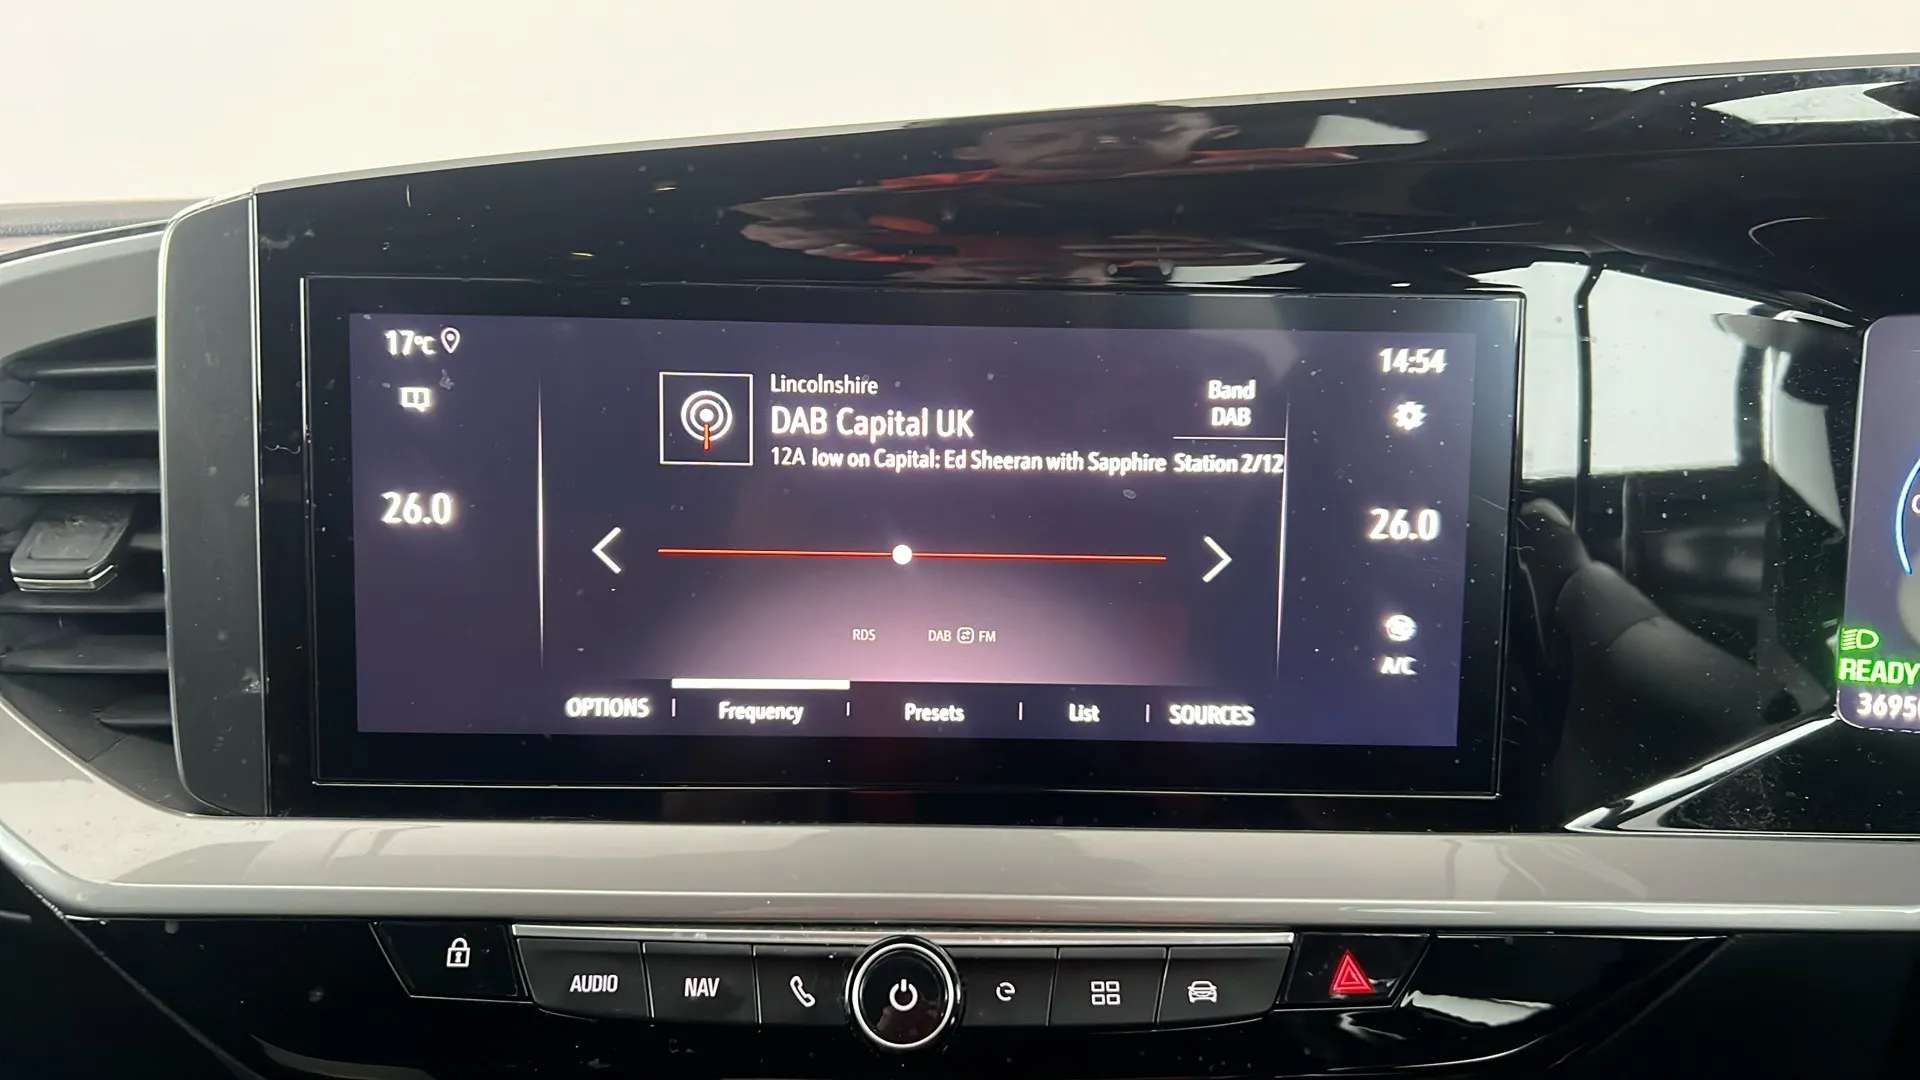 17°C
14:54
Lincolnshire
DAB Capital UK
12A low on Capital: Ed Sheeran with Sapphire
Band
DAB
Station 2/12
26.0
26.0
RDS
DAB FM
A/C
OPTIONS | Frequency | Presets | List | SOURCES
READY
AUDIO
NAV